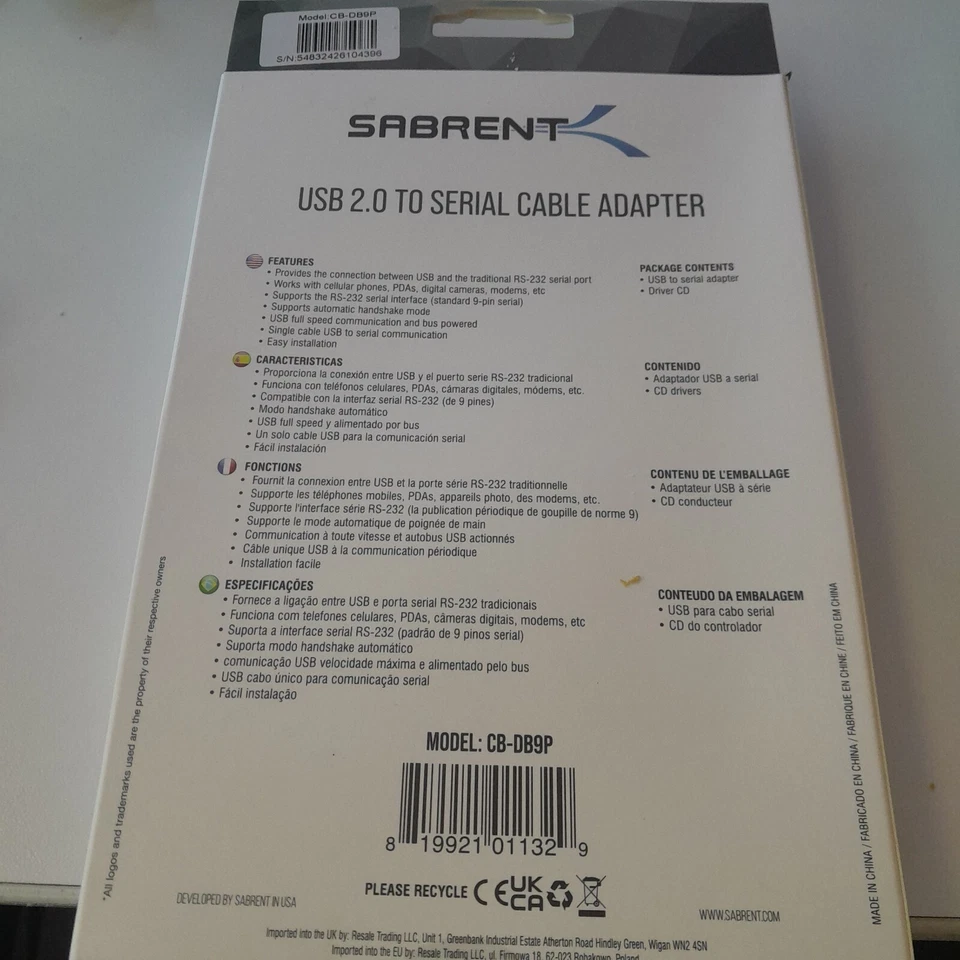 Model:CB-DB9P
S/N:54832426104396
SABRENT
USB 2.0 TO SERIAL CABLE ADAPTER
FEATURES
• Provides the connection between USB and the traditional RS-232 serial port
• Works with cellular phones, PDAs, digital cameras, modems, etc
• Supports the RS-232 serial interface (standard 9-pin serial)
• Supports automatic handshake mode
• USB full speed communication and bus powered
• Single cable USB to serial communication
• Easy installation
PACKAGE CONTENTS
• USB to serial adapter
• Driver CD
CARACTERISTICAS
• Proporciona la conexión entre USB y el puerto serie RS-232 tradicional
• Funciona con teléfonos celulares, PDAs, cámaras digitales, módems, etc.
• Compatible con la interfaz serial RS-232 (de 9 pines)
• Modo handshake automático
• USB full speed y alimentado por bus
• Un solo cable USB para la comunicación serial
• Fácil instalación
CONTENIDO
• Adaptador USB a serial
• CD drivers
FONCTIONS
• Fournit la connexion entre USB et la porte série RS-232 traditionnelle
• Supporte les téléphones mobiles, PDAs, appareils photo, des modems, etc.
• Supporte l'interface série RS-232 (la publication périodique de goupille de norme 9)
• Supporte le mode automatique de poignée de main
• Communication à toute vitesse et autobus USB actionnés
• Câble unique USB à la communication périodique
• Installation facile
CONTENU DE L'EMBALLAGE
• Adaptateur USB à série
• CD conducteur
ESPECIFICAÇÕES
• Fornece a ligação entre USB e porta serial RS-232 tradicionais
• Funciona com telefones celulares, PDAs, câmeras digitais, modems, etc
• Suporta a interface serial RS-232 (padrão de 9 pinos serial)
• Suporta modo handshake automático
• comunicação USB velocidade máxima e alimentado pelo bus
• USB cabo único para comunicação serial
• Fácil instalação
CONTEUDO DA EMBALAGEM
• USB para cabo serial
• CD do controlador
*All logos and trademarks used are the property of their respective owners
MADE IN CHINA / FABRICADO EN CHINA / FABRIQUE EN CHINE / FEITO EM CHINA
MODEL: CB-DB9P
8 19921 01132 9
DEVELOPED BY SABRENT IN USA
PLEASE RECYCLE CE UK CA
WWW.SABRENT.COM
Imported into the UK by: Resale Trading LLC, Unit 1, Greenbank Industrial Estate Atherton Road Hindley Green, Wigan WN2 4SN
Imported into the EU by: Resale Trading LLC, ul. Firmowa 18, 62-023 Robakowo, Poland